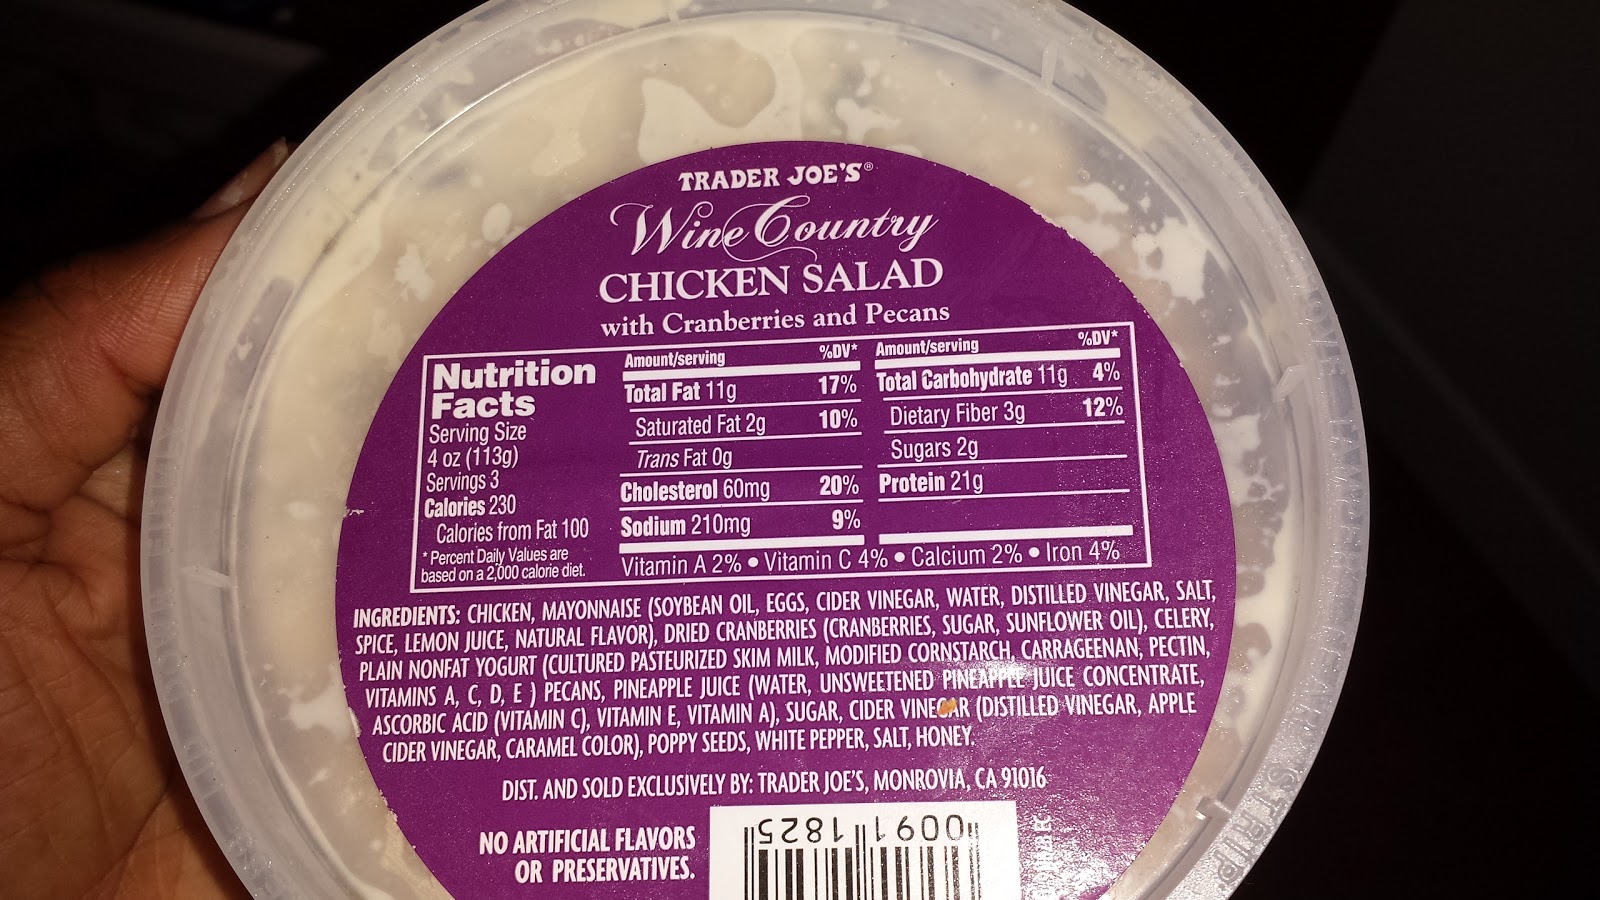 TRADER JOE'S®
Wine Country
CHICKEN SALAD
with Cranberries and Pecans
Nutrition
Facts
Serving Size
4 oz (113g)
Servings 3
Calories 230
Calories from Fat 100
* Percent Daily Values are
based on a 2,000 calorie diet.
Amount/serving %DV*
Total Fat 11g 17%
Saturated Fat 2g 10%
Trans Fat 0g
Cholesterol 60mg 20%
Sodium 210mg 9%
Amount/serving %DV*
Total Carbohydrate 11g 4%
Dietary Fiber 3g 12%
Sugars 2g
Protein 21g
Vitamin A 2% • Vitamin C 4% • Calcium 2% • Iron 4%
INGREDIENTS: CHICKEN, MAYONNAISE (SOYBEAN OIL, EGGS, CIDER VINEGAR, WATER, DISTILLED VINEGAR, SALT,
SPICE, LEMON JUICE, NATURAL FLAVOR), DRIED CRANBERRIES (CRANBERRIES, SUGAR, SUNFLOWER OIL), CELERY,
PLAIN NONFAT YOGURT (CULTURED PASTEURIZED SKIM MILK, MODIFIED CORNSTARCH, CARRAGEENAN, PECTIN,
VITAMINS A, C, D, E ) PECANS, PINEAPPLE JUICE (WATER, UNSWEETENED PINEAPPLE JUICE CONCENTRATE,
ASCORBIC ACID (VITAMIN C), VITAMIN E, VITAMIN A), SUGAR, CIDER VINEGAR (DISTILLED VINEGAR, APPLE
CIDER VINEGAR, CARAMEL COLOR), POPPY SEEDS, WHITE PEPPER, SALT, HONEY.
DIST. AND SOLD EXCLUSIVELY BY: TRADER JOE'S, MONROVIA, CA 91016
NO ARTIFICIAL FLAVORS
OR PRESERVATIVES.
0091 1825